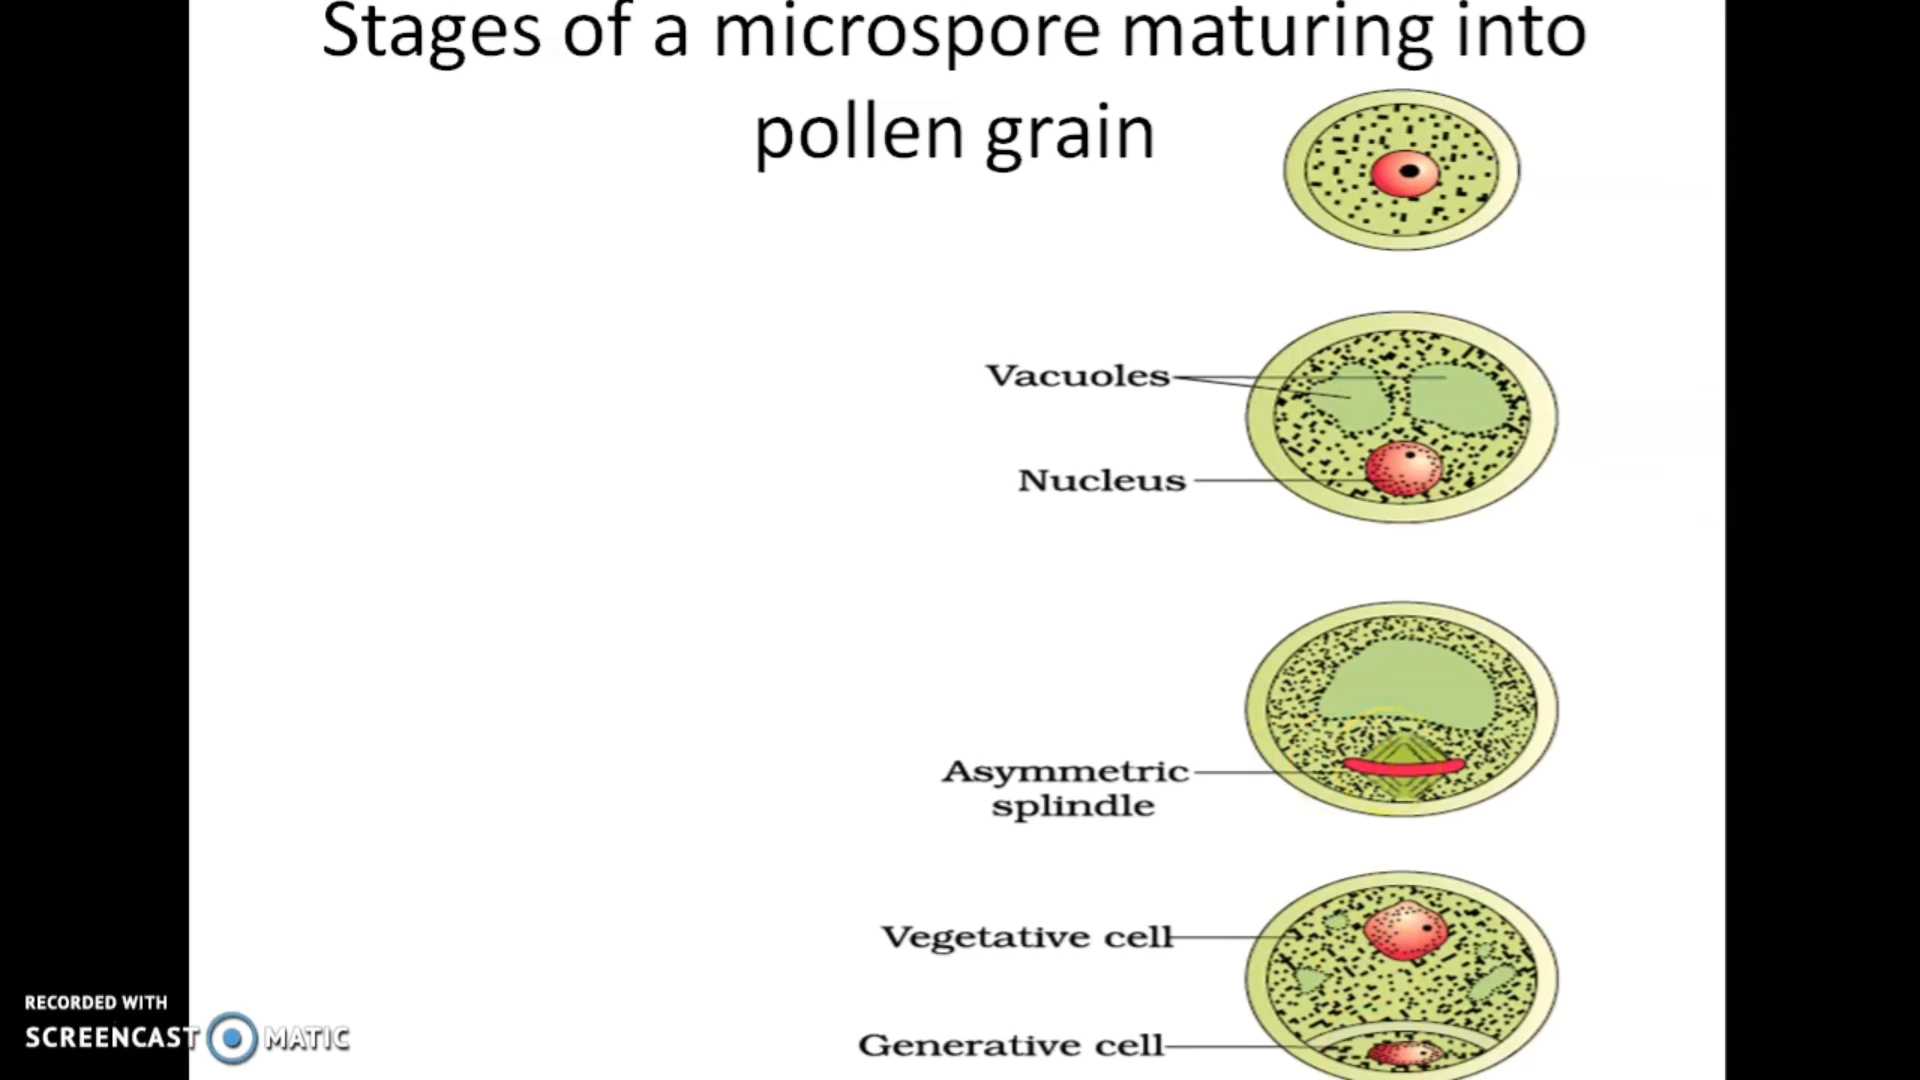 Stages of a microspore maturing into
pollen grain
Vacuoles
Nucleus
Asymmetric
splindle
Vegetative cell
Generative cell
RECORDED WITH
SCREENCAST MATIC